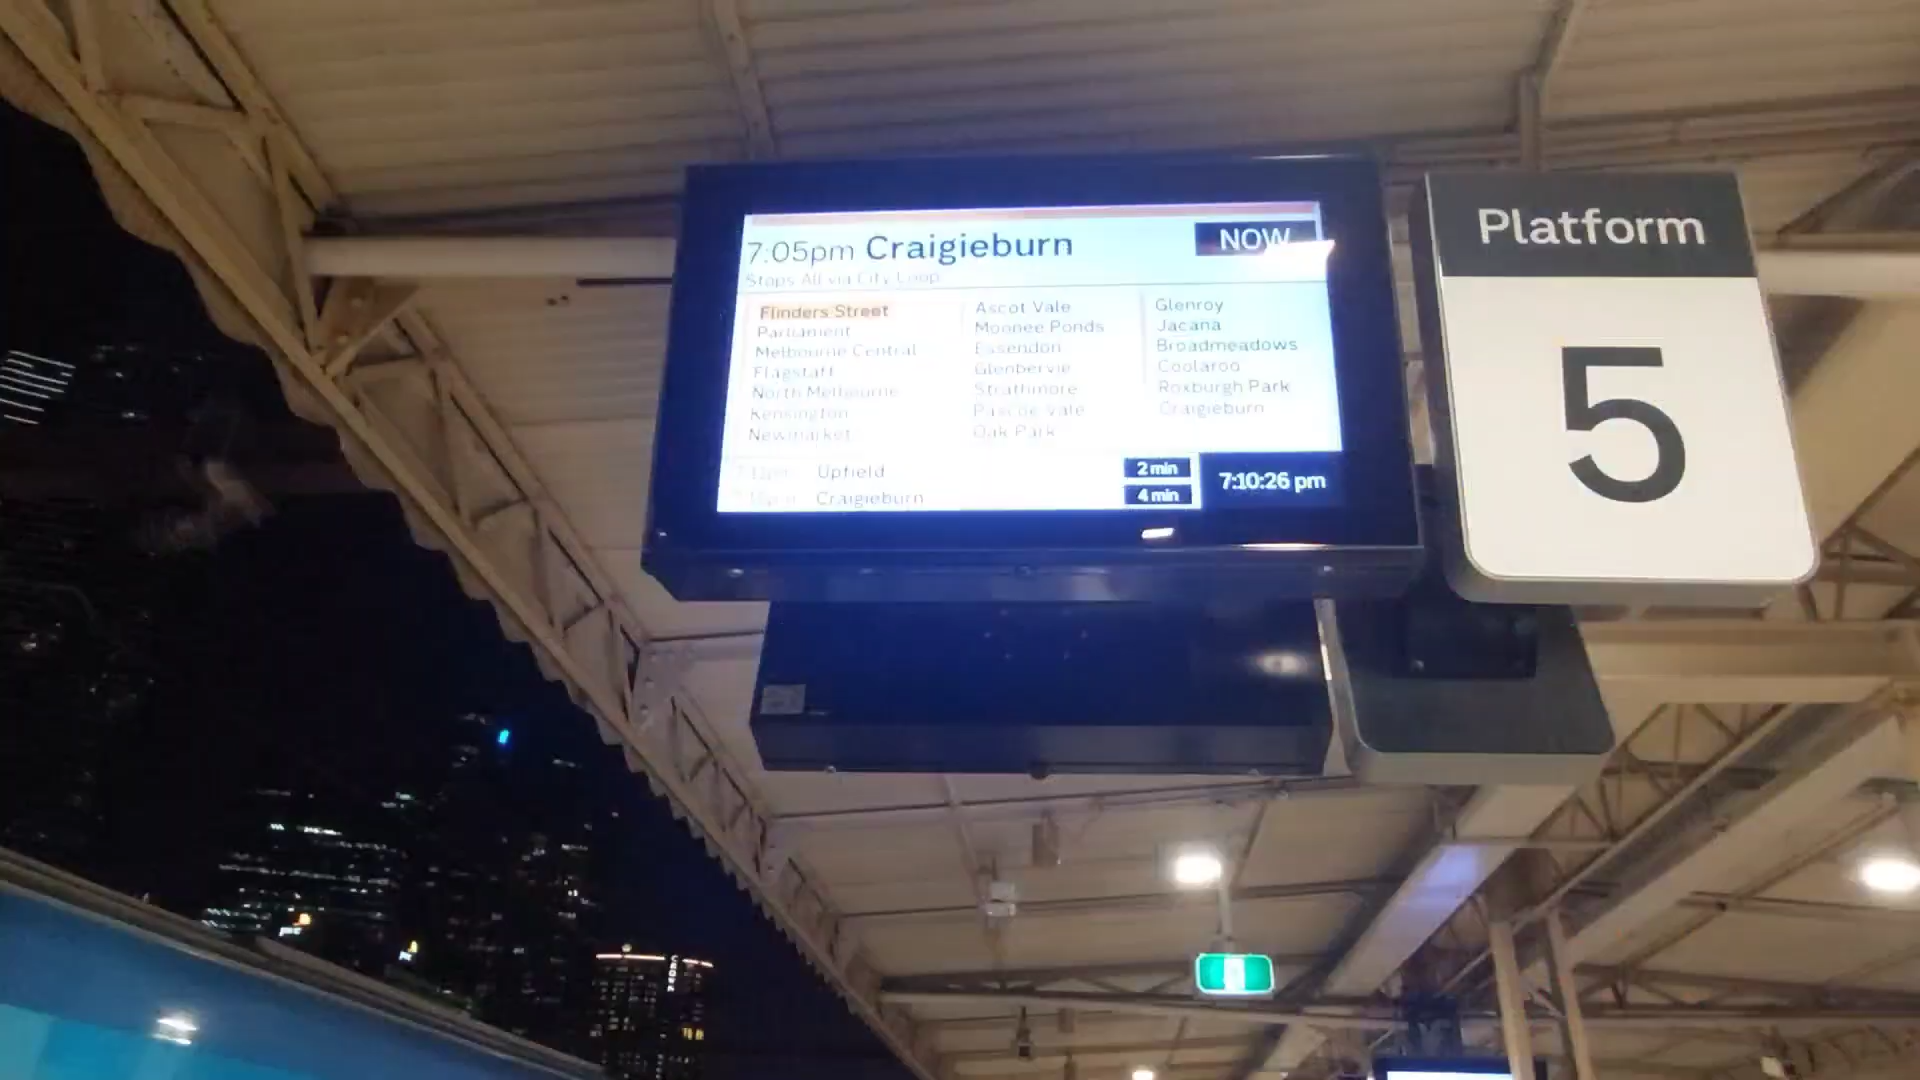 Platform
5
7:05pm Craigieburn NOW
Stops All via City Loop
Flinders Street
Parliament
Melbourne Central
Flagstaff
North Melbourne
Kensington
Newmarket
Ascot Vale
Moonee Ponds
Essendon
Glenbervie
Strathmore
Pascoe Vale
Oak Park
Glenroy
Jacana
Broadmeadows
Coolaroo
Roxburgh Park
Craigieburn
Upfield 2 min
Craigieburn 4 min
7:10:26 pm